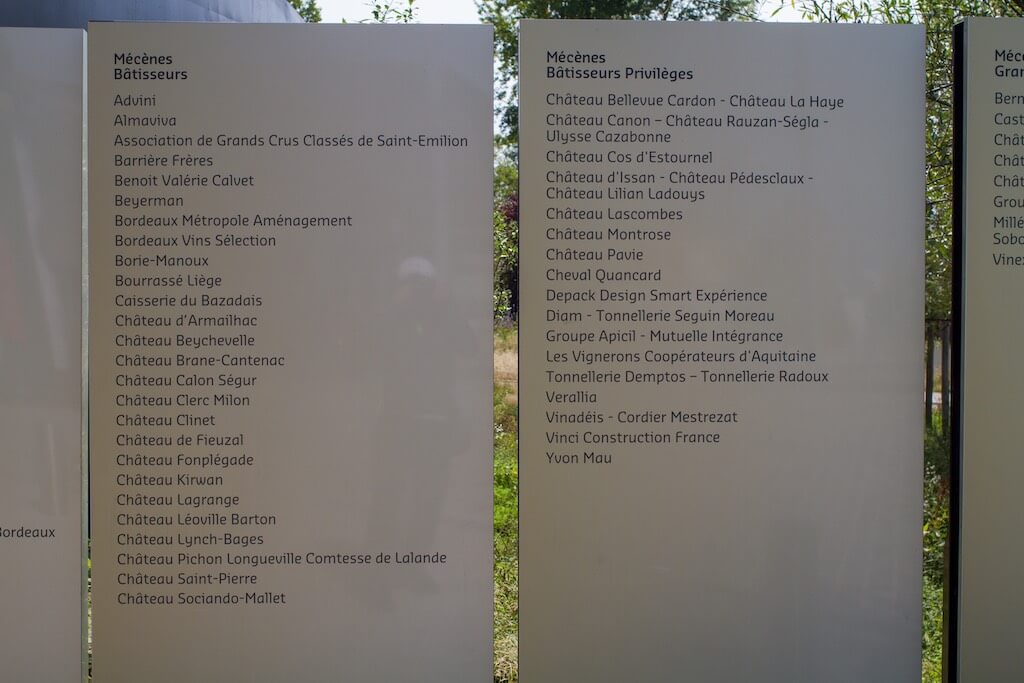 Bordeaux
Mécènes
Bâtisseurs
Advini
Almaviva
Association de Grands Crus Classés de Saint-Emilion
Barrière Frères
Benoit Valérie Calvet
Beyerman
Bordeaux Métropole Aménagement
Bordeaux Vins Sélection
Borie-Manoux
Bourrassé Liège
Caisserie du Bazadais
Château d'Armailhac
Château Beychevelle
Château Brane-Cantenac
Château Calon Ségur
Château Clerc Milon
Château Clinet
Château de Fieuzal
Château Fonplégade
Château Kirwan
Château Lagrange
Château Léoville Barton
Château Lynch-Bages
Château Pichon Longueville Comtesse de Lalande
Château Saint-Pierre
Château Sociando-Mallet
Mécènes
Bâtisseurs Privilèges
Château Bellevue Cardon - Château La Haye
Château Canon – Château Rauzan-Ségla -
Ulysse Cazabonne
Château Cos d'Estournel
Château d'Issan - Château Pédesclaux -
Château Lilian Ladouys
Château Lascombes
Château Montrose
Château Pavie
Cheval Quancard
Depack Design Smart Expérience
Diam - Tonnellerie Seguin Moreau
Groupe Apicil - Mutuelle Intégrance
Les Vignerons Coopérateurs d'Aquitaine
Tonnellerie Demptos – Tonnellerie Radoux
Verallia
Vinadéis - Cordier Mestrezat
Vinci Construction France
Yvon Mau